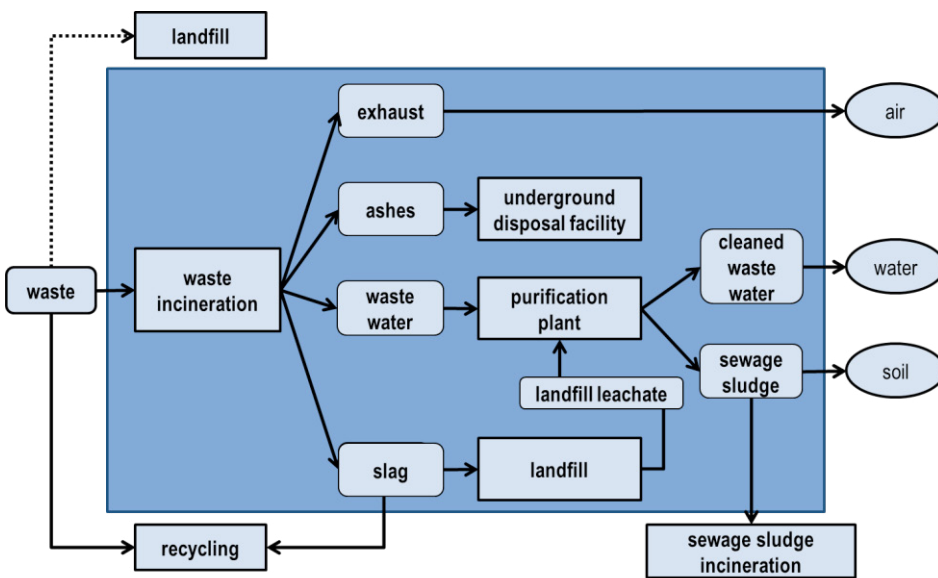 landfill
exhaust
air
ashes
underground
disposal facility
cleaned
waste
water
water
waste
waste
incineration
waste
water
purification
plant
sewage
sludge
soil
landfill leachate
slag
landfill
recycling
sewage sludge
incineration